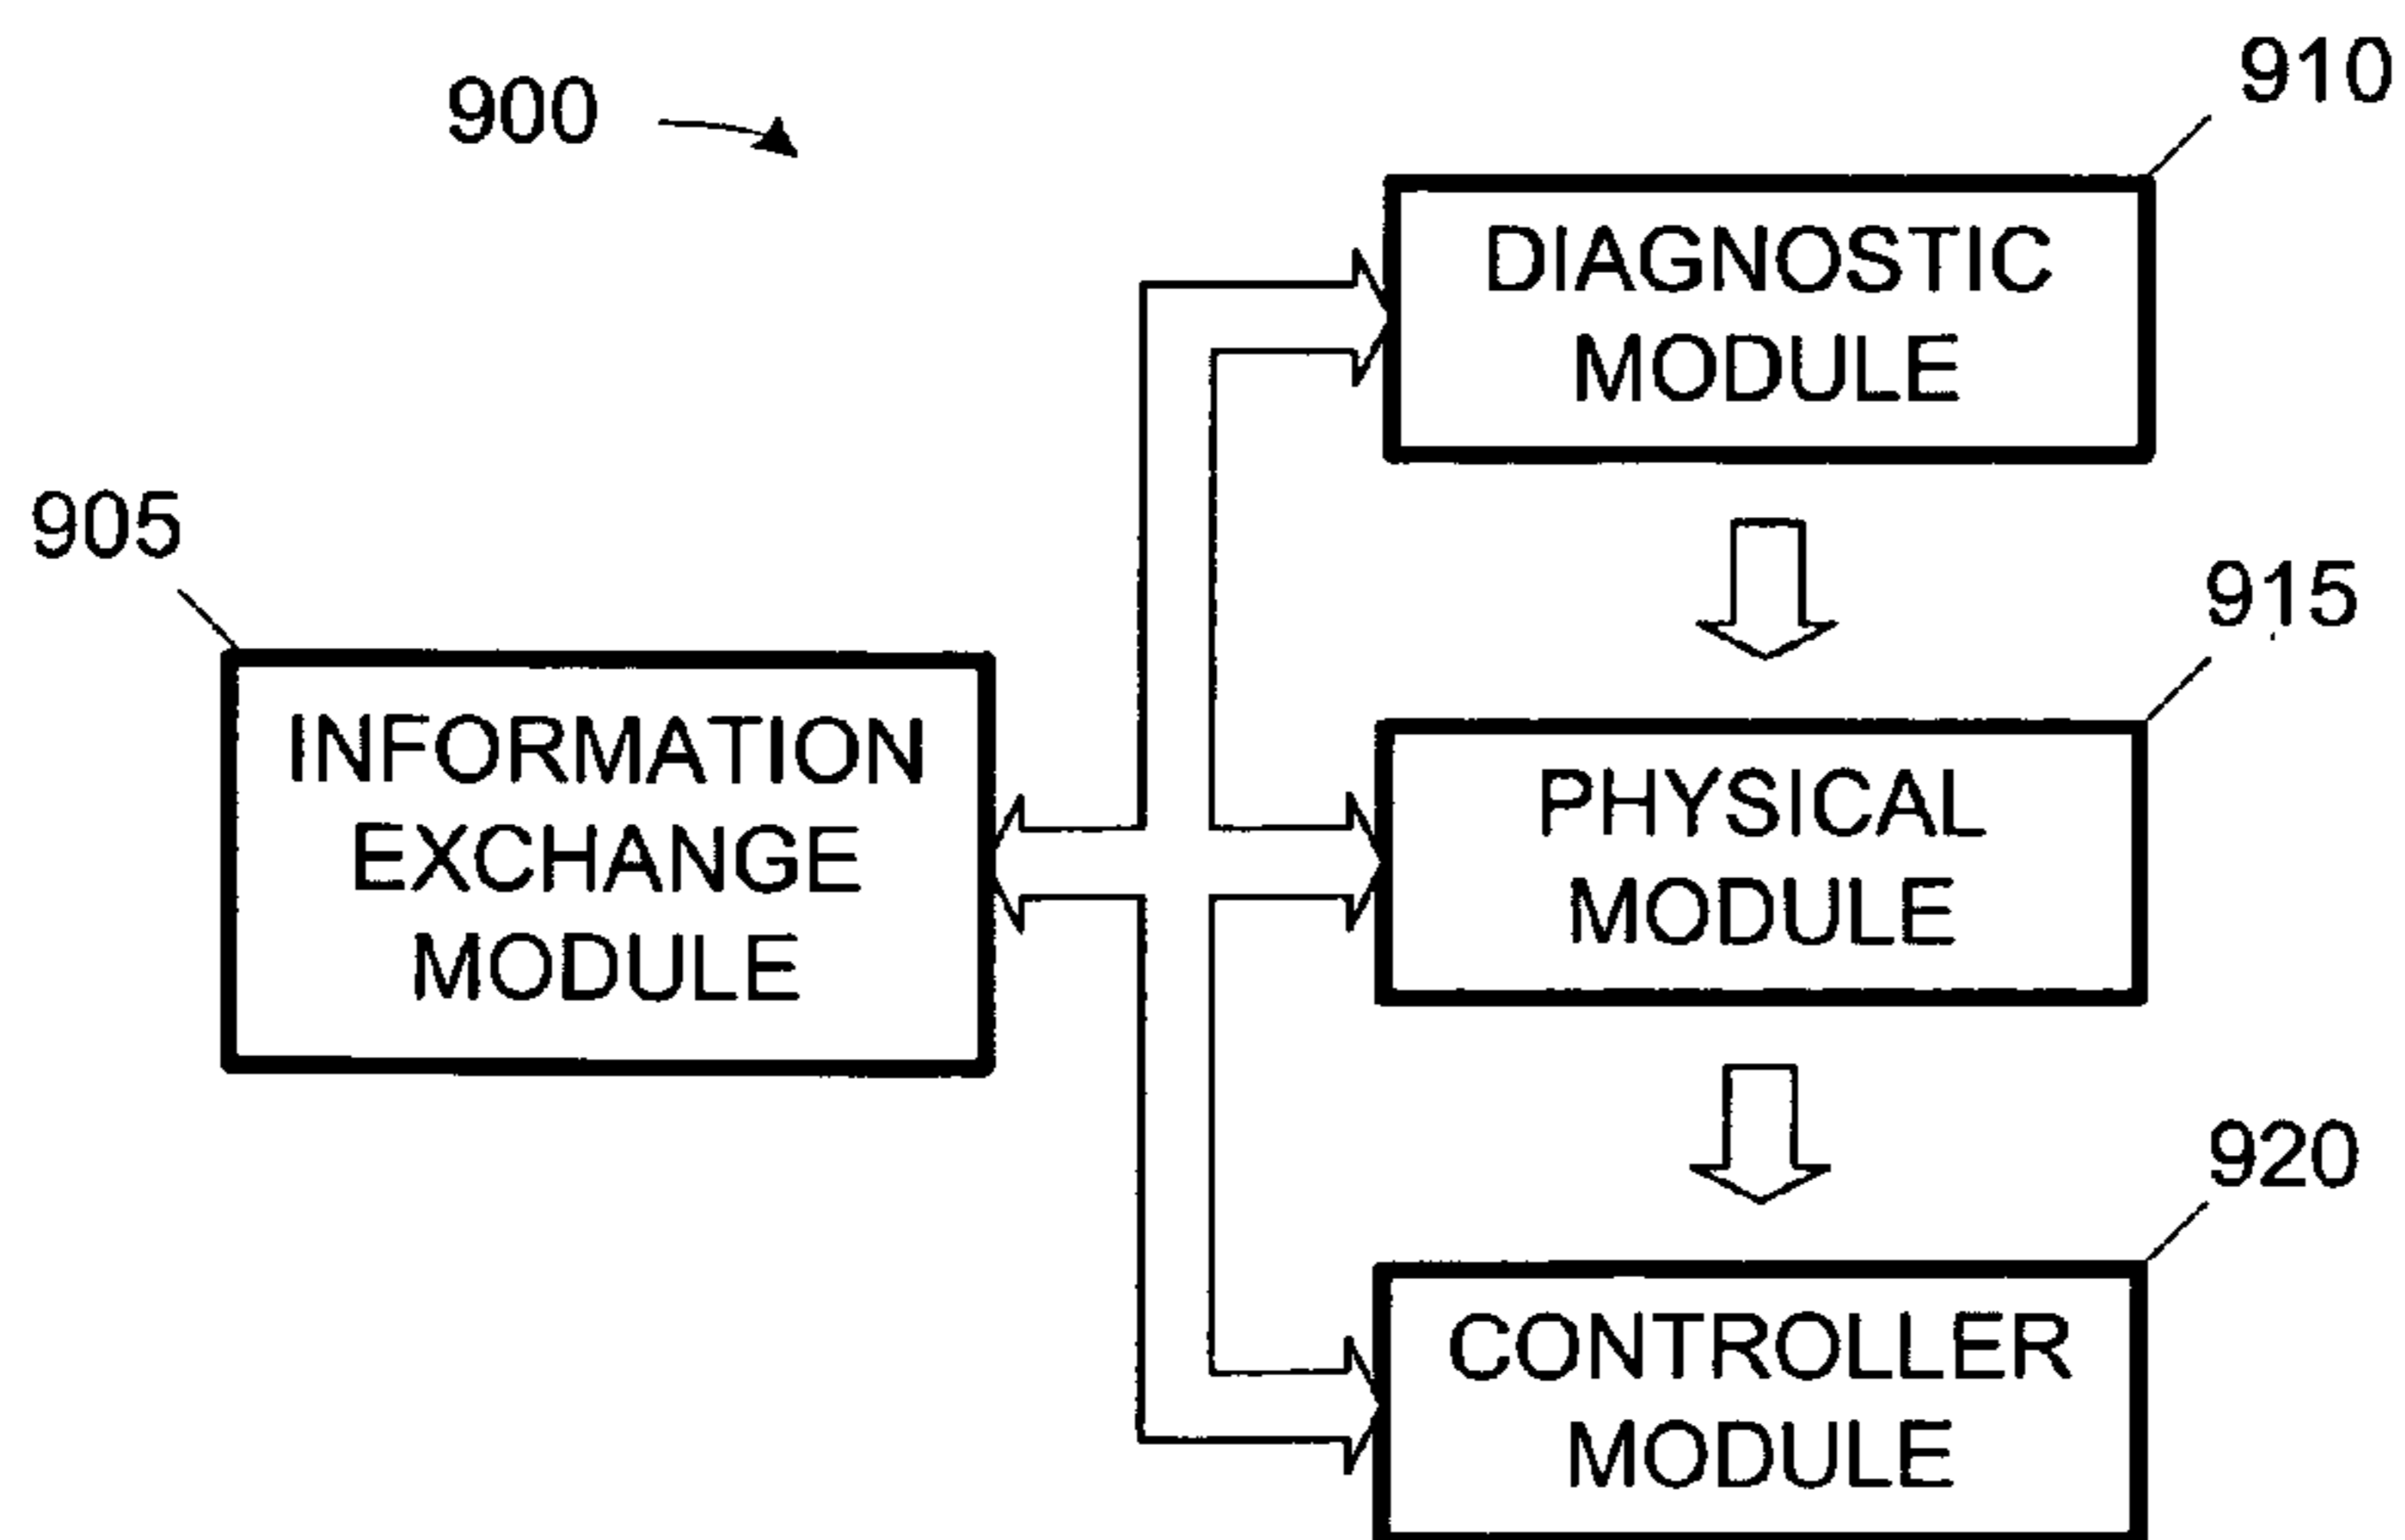 900
910
DIAGNOSTIC
MODULE
905
915
INFORMATION
EXCHANGE
MODULE
PHYSICAL
MODULE
920
CONTROLLER
MODULE